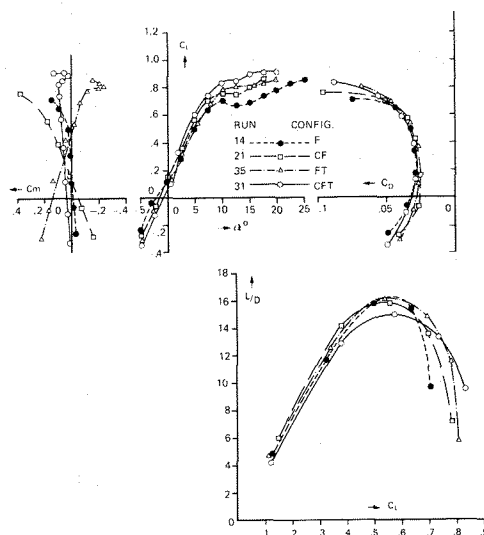 C_L
1.2
1.0
.8
.6
.4
.2
0
.2
.4
RUN CONFIG.
14 F
21 CF
35 FT
31 CFT
Cm
C_D
.4 .2 0 -.2 -.4
-5 0 5 10 15 20 25
α°
.1 .05 0
L/D
18
16
14
12
10
8
6
4
2
0
.1 .2 .3 .4 .5 .6 .7 .8 .9
C_L